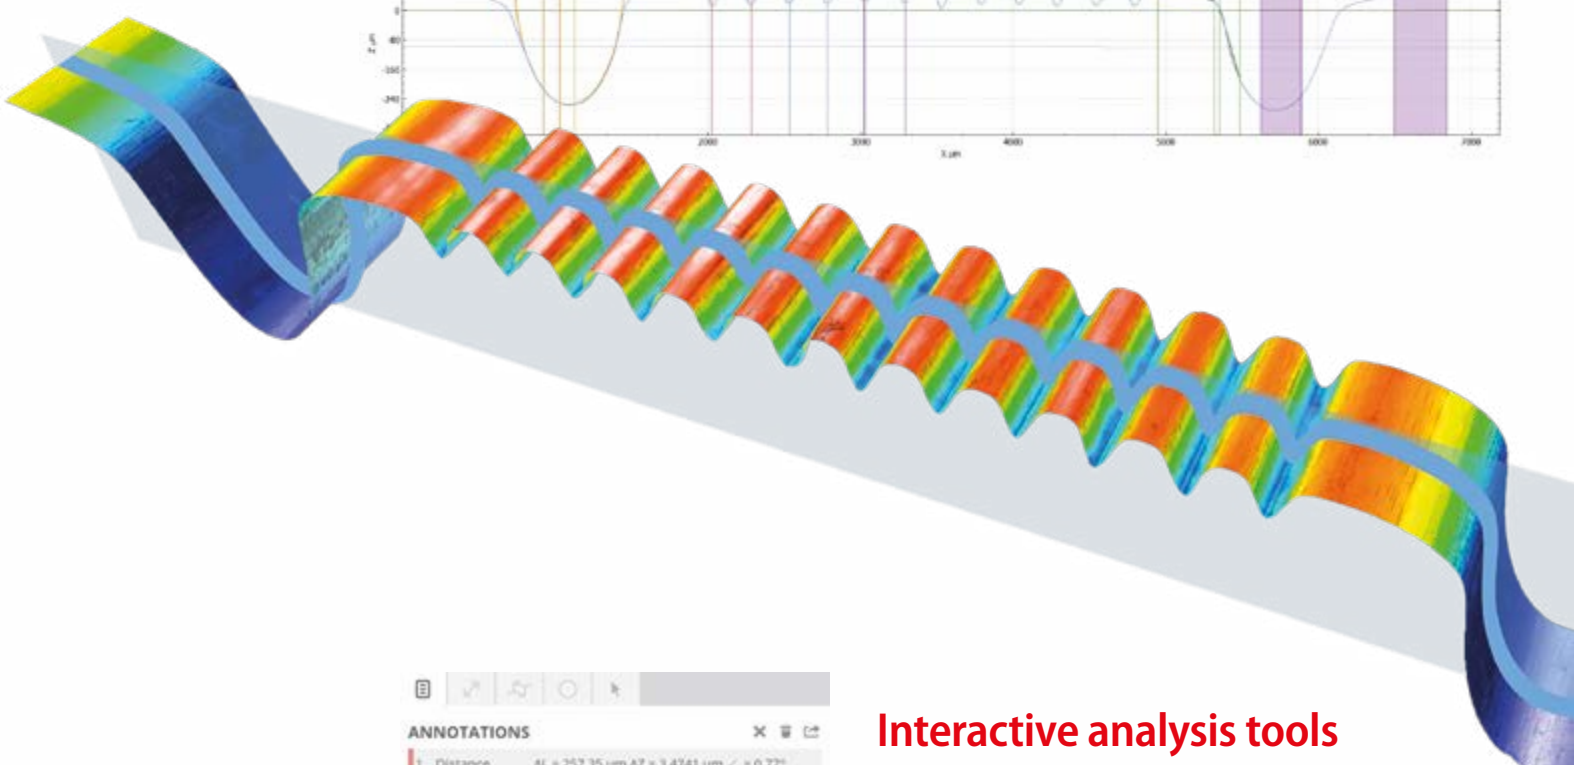 0
-80
-160
-240
Z µm
2000
3000
4000
5000
6000
7000
X µm
ANNOTATIONS
1 Distance
Interactive analysis tools